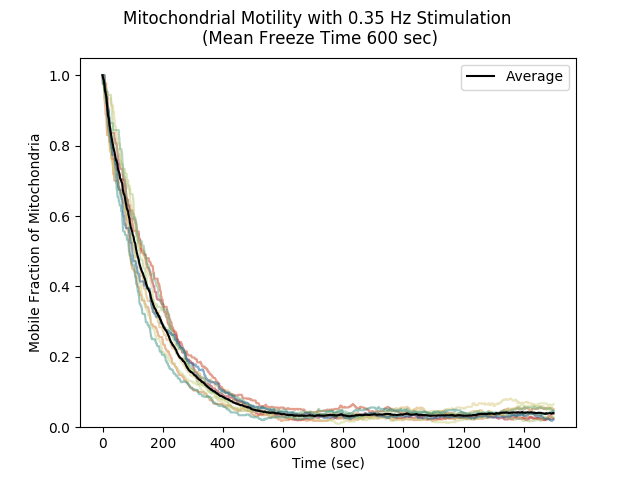 Mitochondrial Motility with 0.35 Hz Stimulation
(Mean Freeze Time 600 sec)
Average
Mobile Fraction of Mitochondria
1.0
0.8
0.6
0.4
0.2
0.0
0
200
400
600
800
1000
1200
1400
Time (sec)